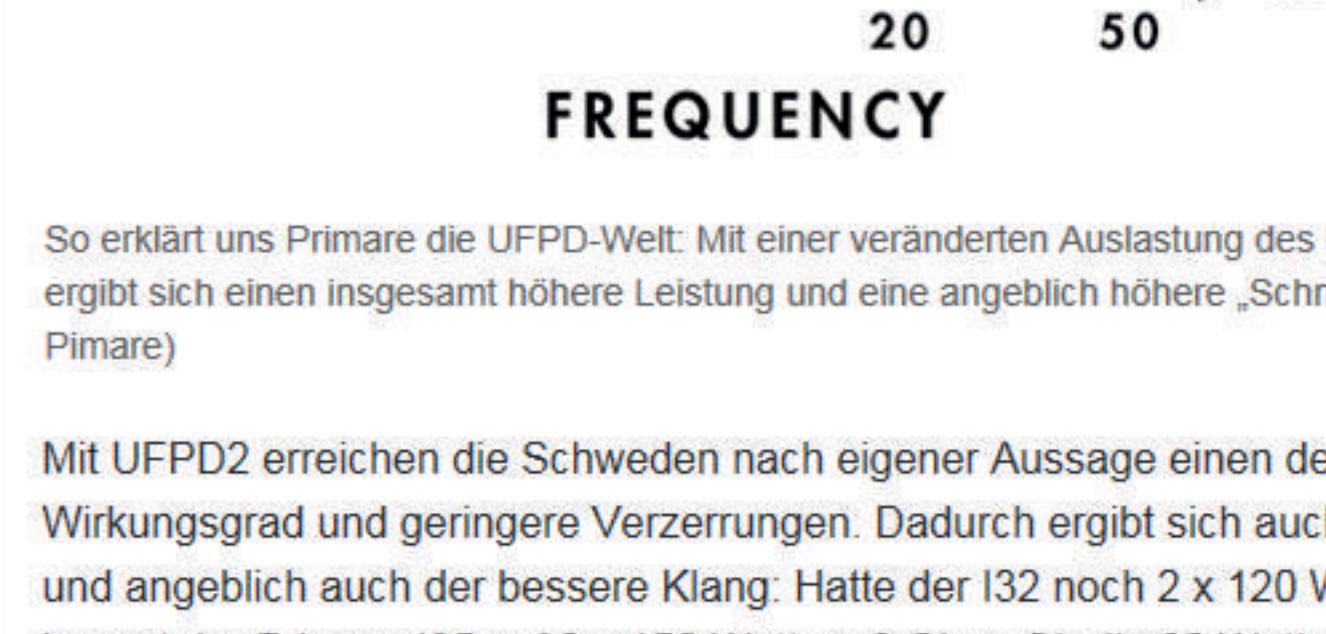 20 50
FREQUENCY
So erklärt uns Primare die UFPD-Welt: Mit einer veränderten Auslastung des
ergibt sich einen insgesamt höhere Leistung und eine angeblich höhere „Schr
Pimare)
Mit UFPD2 erreichen die Schweden nach eigener Aussage einen de
Wirkungsgrad und geringere Verzerrungen. Dadurch ergibt sich auch
und angeblich auch der bessere Klang: Hatte der I32 noch 2 x 120 W